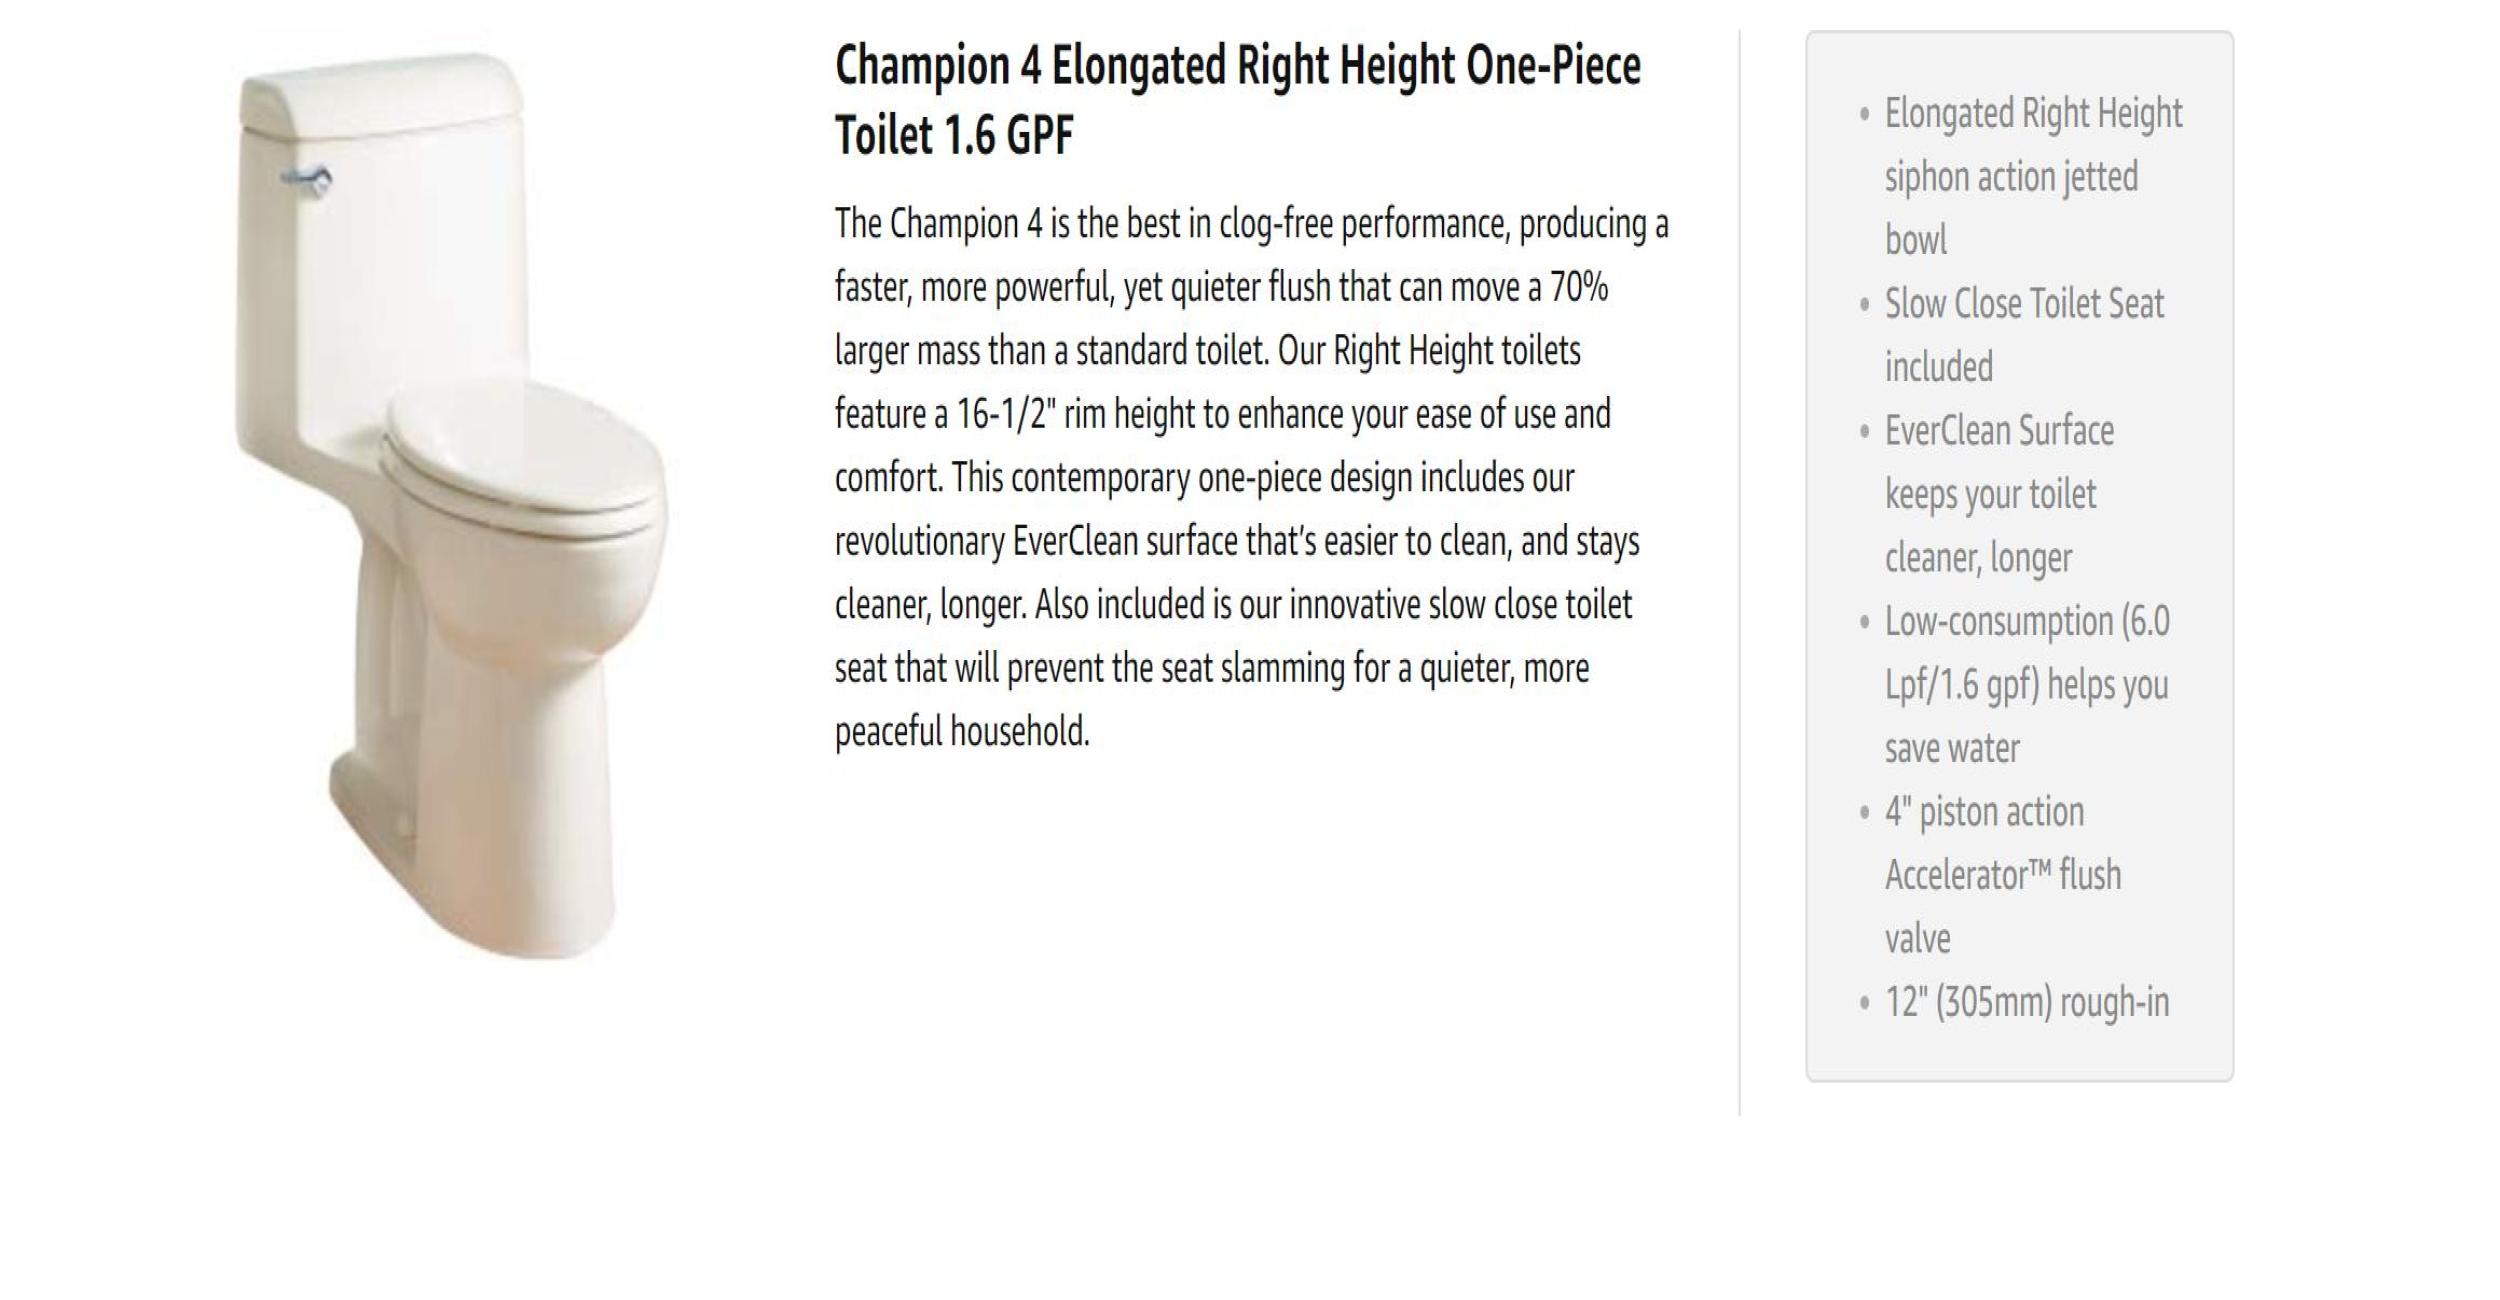 Champion 4 Elongated Right Height One-Piece
Toilet 1.6 GPF
The Champion 4 is the best in clog-free performance, producing a
faster, more powerful, yet quieter flush that can move a 70%
larger mass than a standard toilet. Our Right Height toilets
feature a 16-1/2" rim height to enhance your ease of use and
comfort. This contemporary one-piece design includes our
revolutionary EverClean surface that’s easier to clean, and stays
cleaner, longer. Also included is our innovative slow close toilet
seat that will prevent the seat slamming for a quieter, more
peaceful household.
• Elongated Right Height
siphon action jetted
bowl
• Slow Close Toilet Seat
included
• EverClean Surface
keeps your toilet
cleaner, longer
• Low-consumption (6.0
Lpf/1.6 gpf) helps you
save water
• 4" piston action
Accelerator™ flush
valve
• 12" (305mm) rough-in